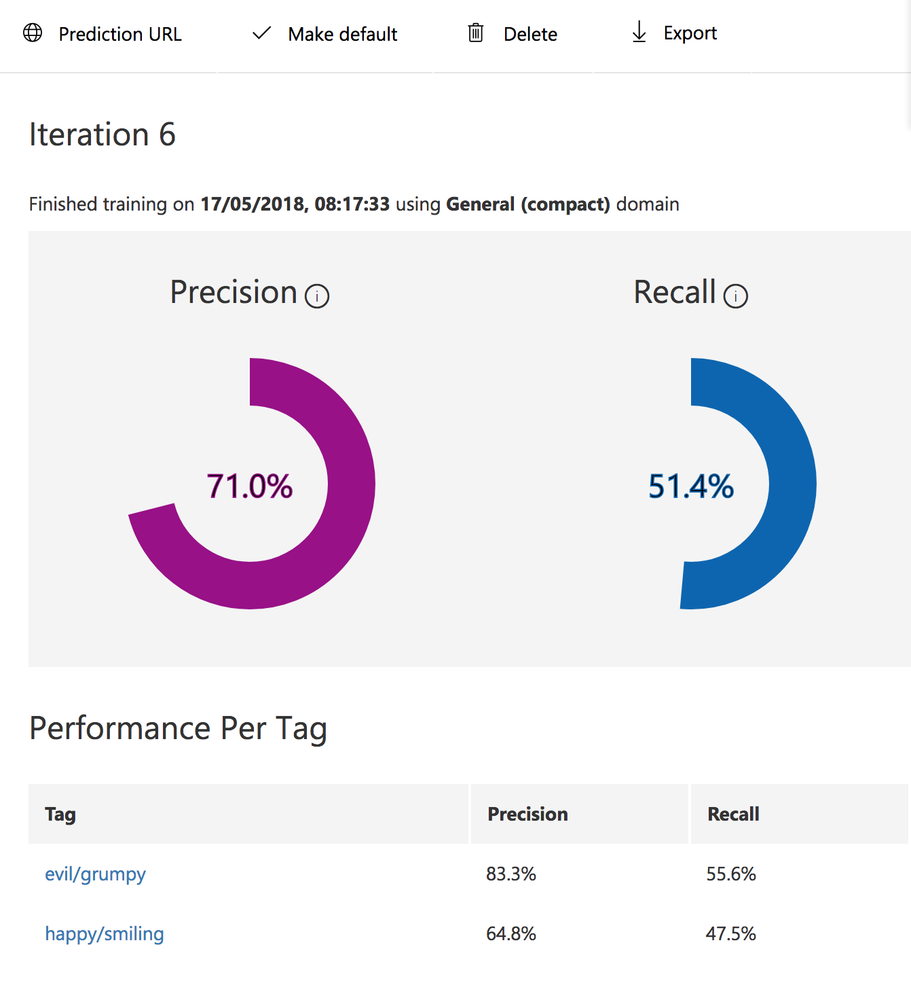 Prediction URL Make default Delete Export
Iteration 6
Finished training on 17/05/2018, 08:17:33 using General (compact) domain
Precision i Recall i
71.0% 51.4%
Performance Per Tag
Tag Precision Recall
evil/grumpy 83.3% 55.6%
happy/smiling 64.8% 47.5%